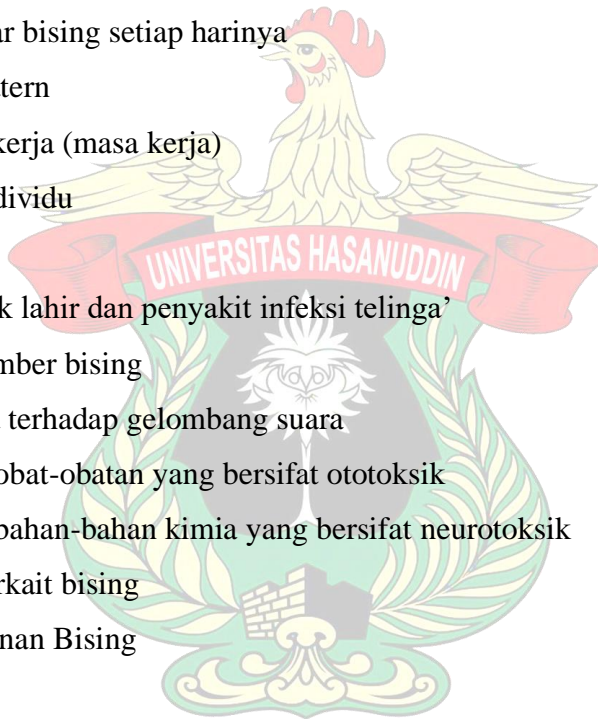 ar bising setiap harinya
tern
kerja (masa kerja)
dividu
UNIVERSITAS HASANUDDIN
k lahir dan penyakit infeksi telinga’
mber bising
terhadap gelombang suara
obat-obatan yang bersifat ototoksik
bahan-bahan kimia yang bersifat neurotoksik
rkait bising
nan Bising